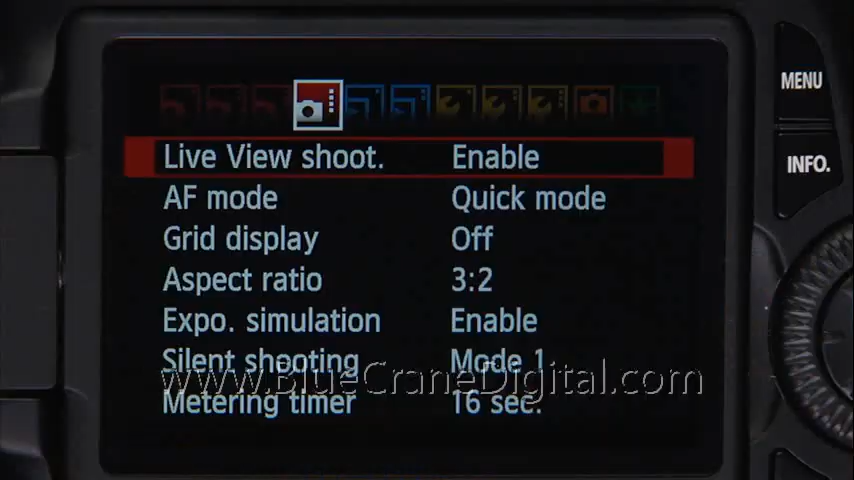 MENU
INFO.
Live View shoot. Enable
AF mode Quick mode
Grid display Off
Aspect ratio 3:2
Expo. simulation Enable
Silent shooting Mode 1
www.BlueCraneDigital.com
Metering timer 16 sec.